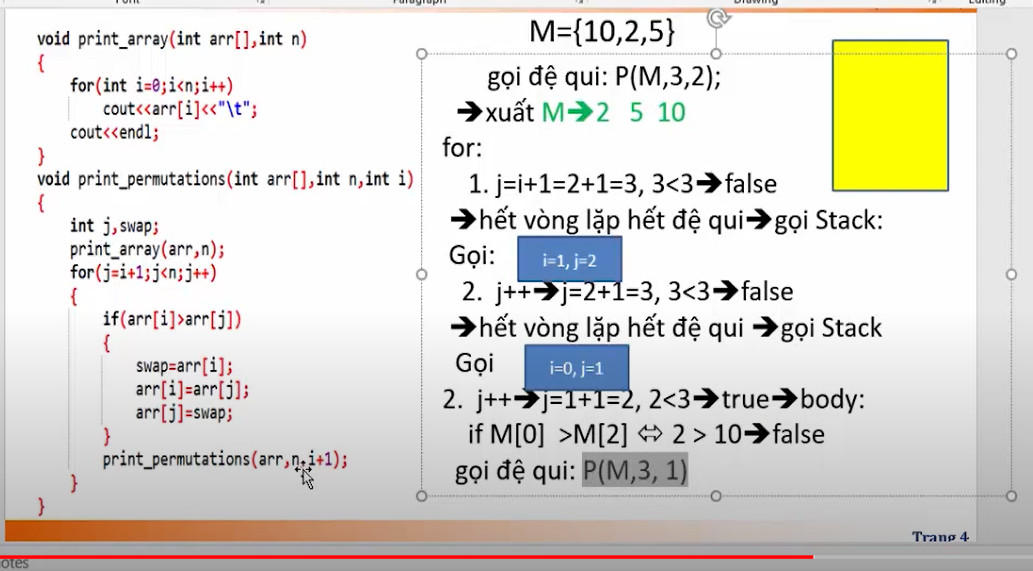 Font
Paragraph
Drawing
Editing
void print_array(int arr[],int n)
{
for(int i=0;i<n;i++)
cout<<arr[i]<<"\t";
cout<<endl;
}
void print_permutations(int arr[],int n,int i)
{
int j,swap;
print_array(arr,n);
for(j=i+1;j<n;j++)
{
if(arr[i]>arr[j])
{
swap=arr[i];
arr[i]=arr[j];
arr[j]=swap;
}
print_permutations(arr,n,i+1);
}
}
M={10,2,5}
gọi đệ qui: P(M,3,2);
➔xuất M➔2 5 10
for:
1. j=i+1=2+1=3, 3<3➔false
➔hết vòng lặp hết đệ qui➔gọi Stack:
Gọi: i=1, j=2
2. j++➔j=2+1=3, 3<3➔false
➔hết vòng lặp hết đệ qui ➔gọi Stack
Gọi i=0, j=1
2. j++➔j=1+1=2, 2<3➔true➔body:
if M[0] >M[2] ⇔ 2 > 10➔false
gọi đệ qui: P(M,3, 1)
Trang 4
otes